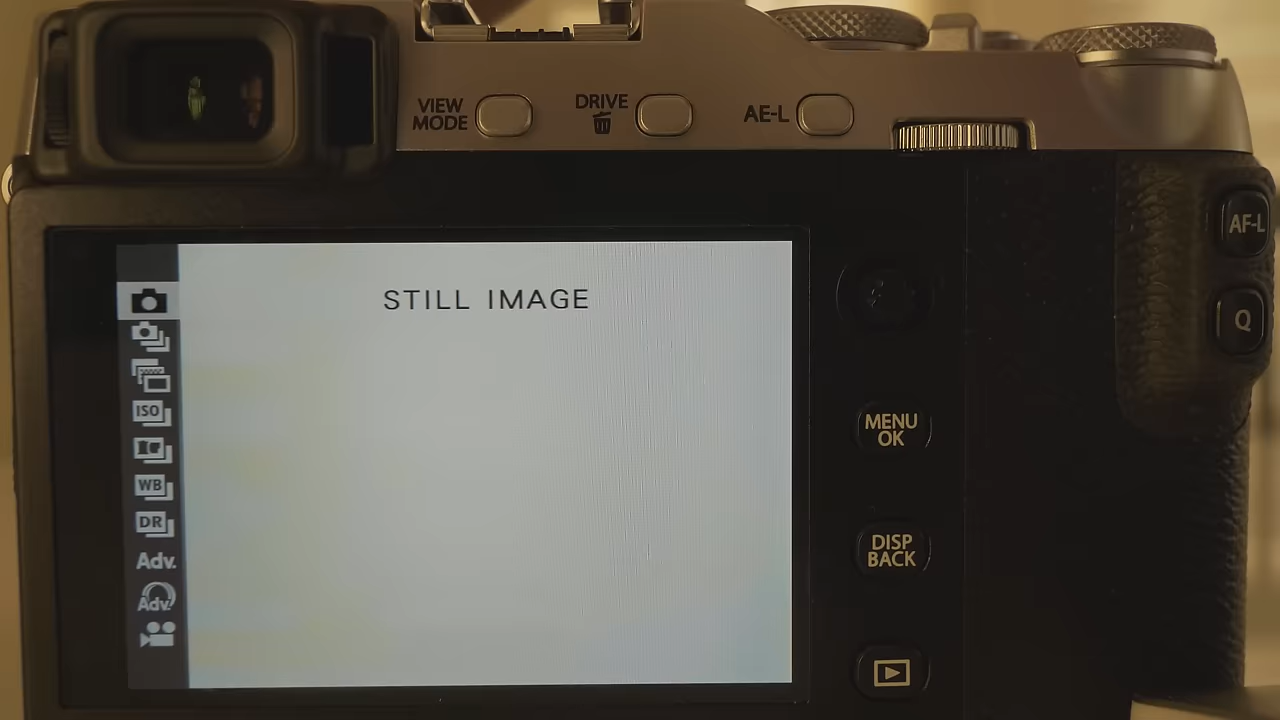 VIEW
MODE
DRIVE
AE-L
AF-L
Q
STILL IMAGE
ISO
WB
DR
Adv.
Adv.
MENU
OK
DISP
BACK